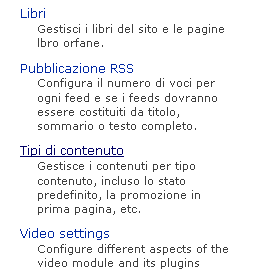 Libri
Gestisci i libri del sito e le pagine
lbro orfane.
Pubblicazione RSS
Configura il numero di voci per
ogni feed e se i feeds dovranno
essere costituiti da titolo,
sommario o testo completo.
Tipi di contenuto
Gestisce i contenuti per tipo
contenuto, incluso lo stato
predefinito, la promozione in
prima pagina, etc.
Video settings
Configure different aspects of the
video module and its plugins